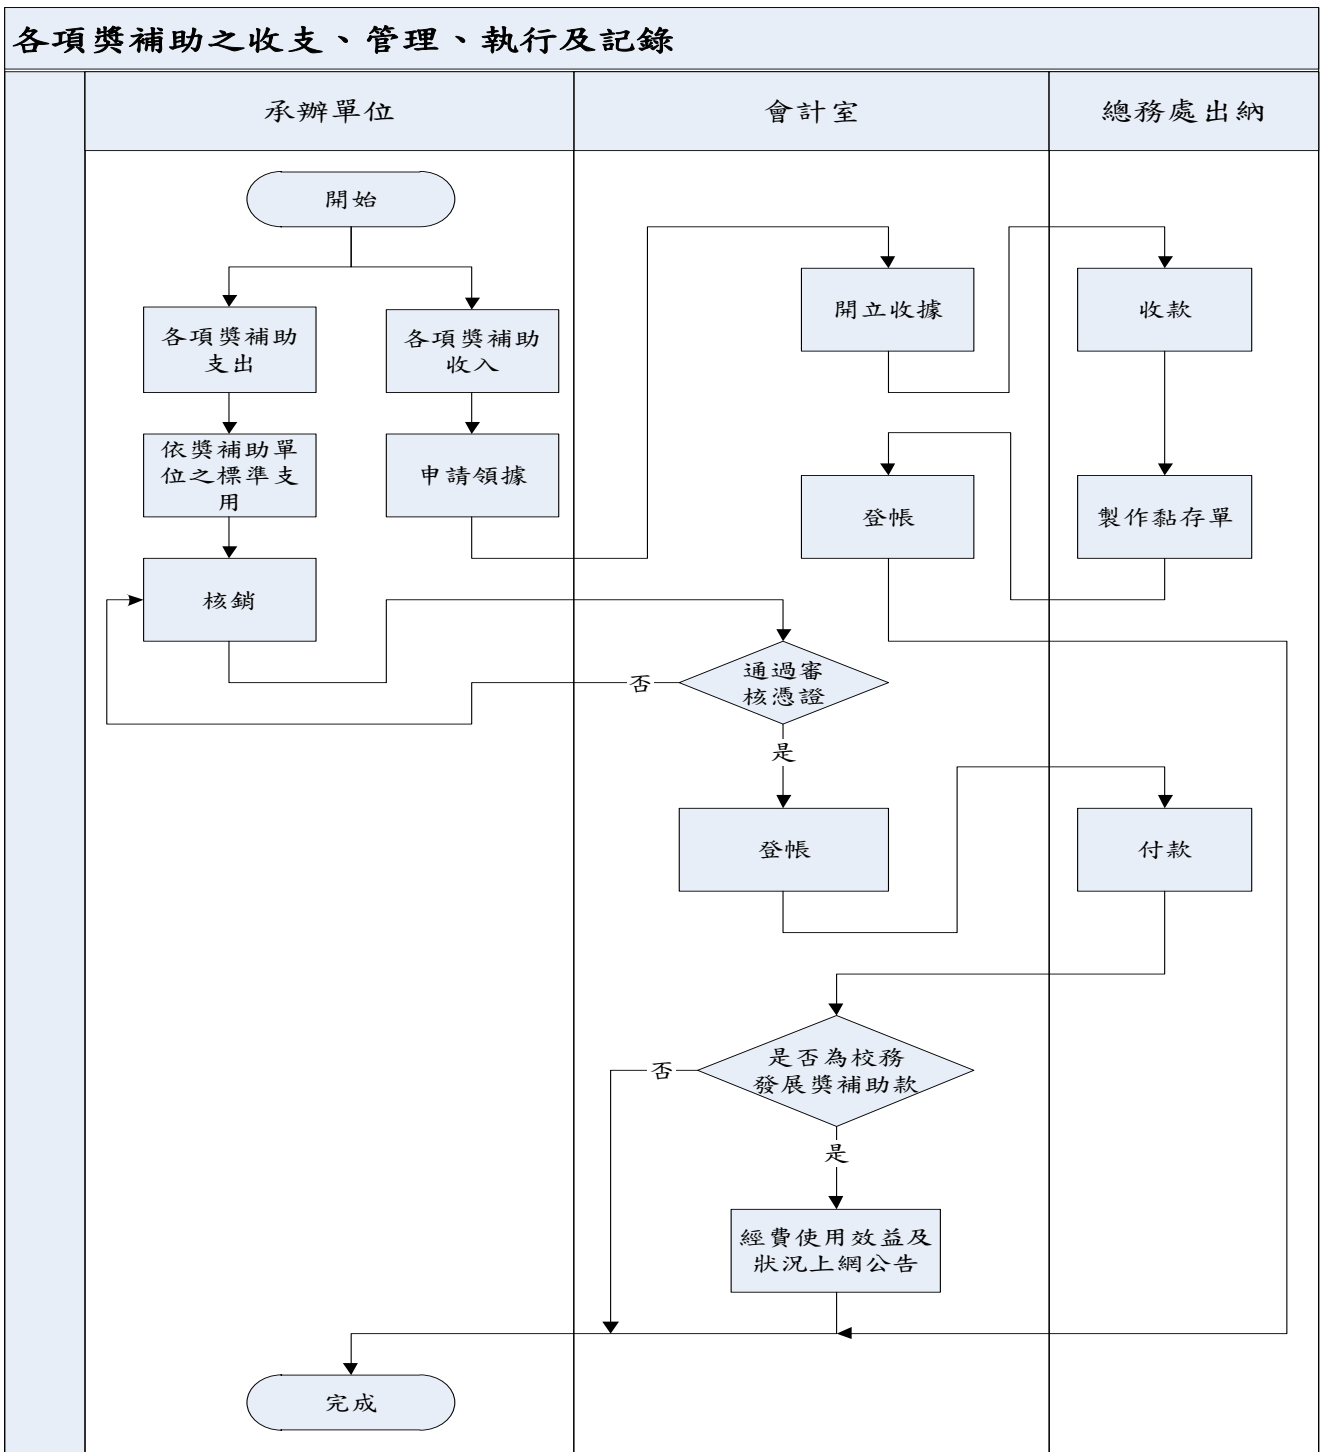 各項獎補助之收支、管理、執行及記錄
承辦單位
會計室
總務處出納
開始
各項獎補助
支出
各項獎補助
收入
開立收據
收款
依獎補助單
位之標準支
用
申請領據
登帳
製作黏存單
核銷
通過審
核憑證
否
是
登帳
付款
是否為校務
發展獎補助款
否
是
經費使用效益及
狀況上網公告
完成